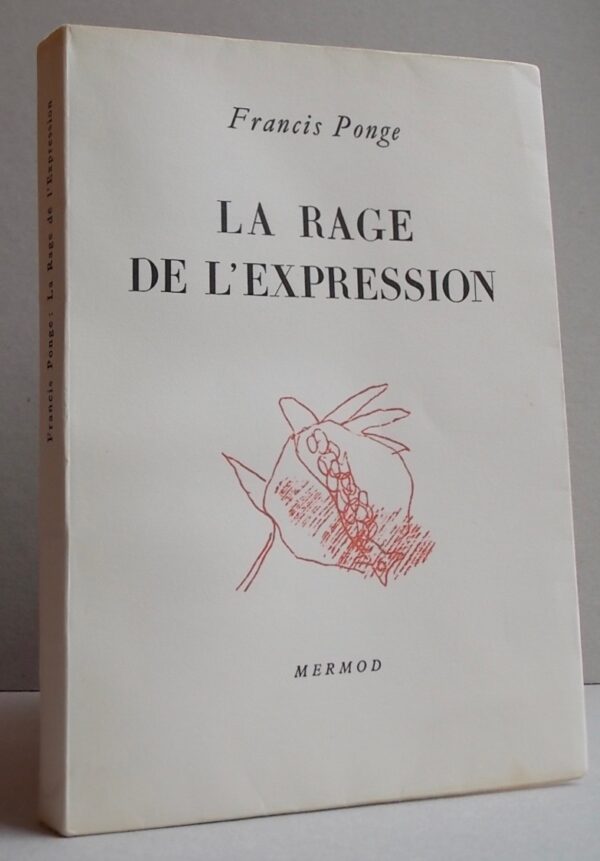 Francis Ponge
LA RAGE
DE L'EXPRESSION
MERMOD
Francis Ponge: La Rage de l'Expression